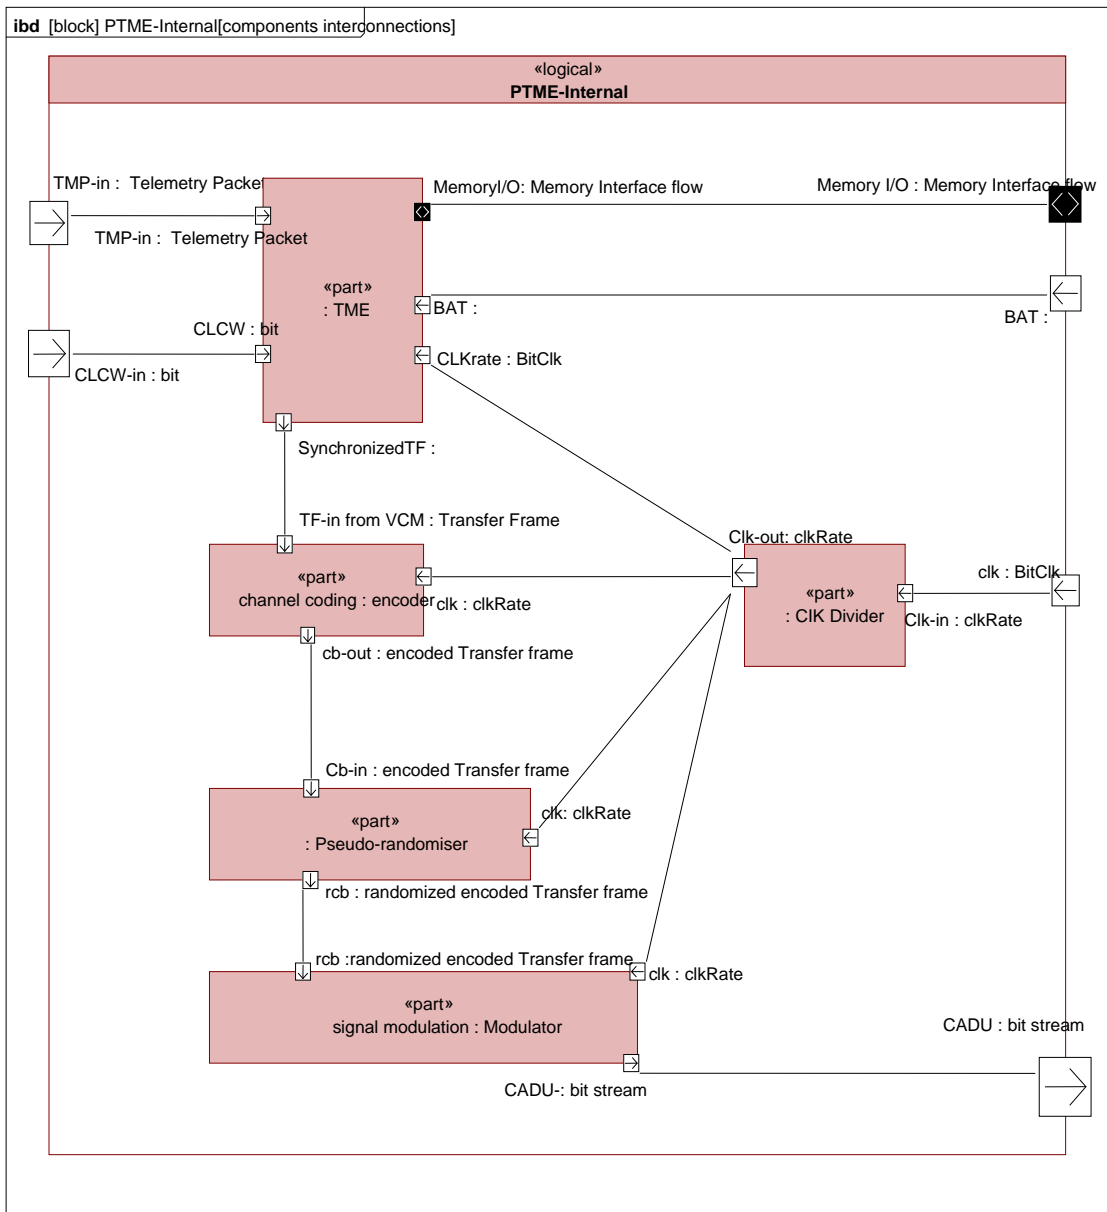 ibd [block] PTME-Internal[components interconnections]
«logical»
PTME-Internal
TMP-in : Telemetry Packet
MemoryI/O: Memory Interface flow
Memory I/O : Memory Interface flow
TMP-in : Telemetry Packet
«part»
: TME
BAT :
BAT :
CLCW : bit
CLKrate : BitClk
CLCW-in : bit
SynchronizedTF :
TF-in from VCM : Transfer Frame
Clk-out: clkRate
«part»
channel coding : encoder
clk : clkRate
«part»
: ClK Divider
clk : BitClk
Clk-in : clkRate
cb-out : encoded Transfer frame
Cb-in : encoded Transfer frame
«part»
: Pseudo-randomiser
clk: clkRate
rcb : randomized encoded Transfer frame
rcb :randomized encoded Transfer frame
«part»
signal modulation : Modulator
clk : clkRate
CADU : bit stream
CADU-: bit stream